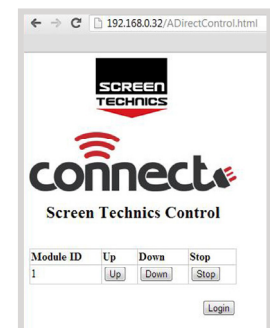 192.168.0.32/ADirectControl.html
SCREEN
TECHNICS
connect
Screen Technics Control
Module ID Up Down Stop
1 Up Down Stop
Login